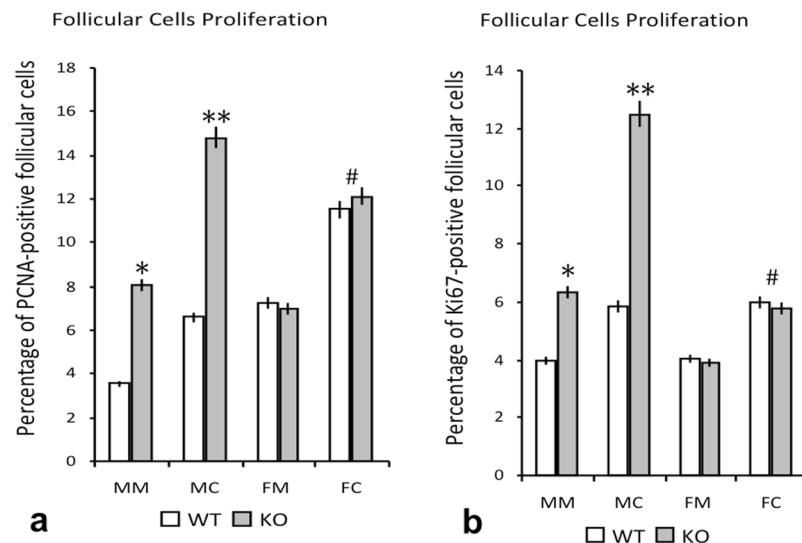 Follicular Cells Proliferation
Percentage of PCNA-positive follicular cells
18
16
14
12
10
8
6
4
2
0
*
**
#
MM MC FM FC
a
WT KO
Follicular Cells Proliferation
Percentage of Ki67-positive follicular cells
14
12
10
8
6
4
2
0
*
**
#
MM MC FM FC
b
WT KO